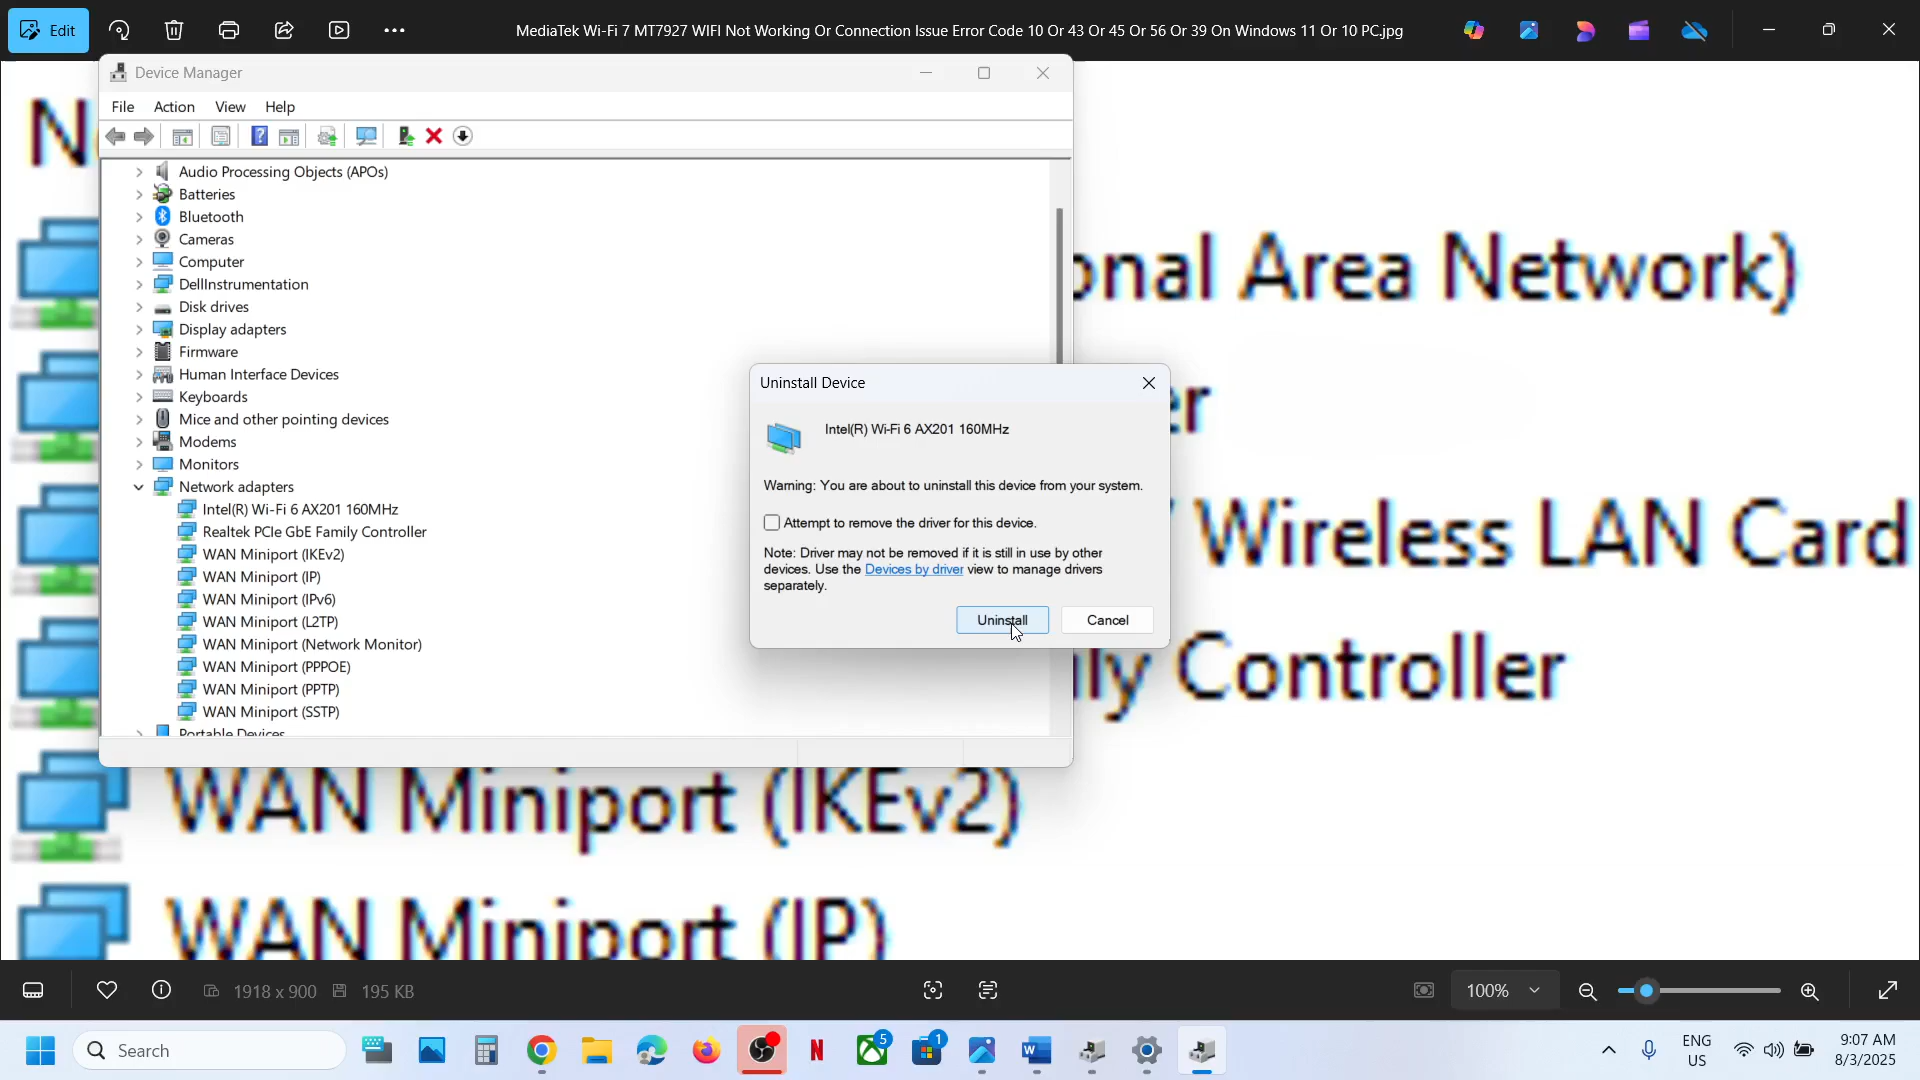 Edit
MediaTek Wi-Fi 7 MT7927 WIFI Not Working Or Connection Issue Error Code 10 Or 43 Or 45 Or 56 Or 39 On Windows 11 Or 10 PC.jpg
Device Manager
File Action View Help
Audio Processing Objects (APOs)
Batteries
Bluetooth
Cameras
Computer
DellInstrumentation
Disk drives
Display adapters
Firmware
Human Interface Devices
Keyboards
Mice and other pointing devices
Modems
Monitors
Network adapters
Intel(R) Wi-Fi 6 AX201 160MHz
Realtek PCIe GbE Family Controller
WAN Miniport (IKEv2)
WAN Miniport (IP)
WAN Miniport (IPv6)
WAN Miniport (L2TP)
WAN Miniport (Network Monitor)
WAN Miniport (PPPOE)
WAN Miniport (PPTP)
WAN Miniport (SSTP)
Portable Devices
Uninstall Device
Intel(R) Wi-Fi 6 AX201 160MHz
Warning: You are about to uninstall this device from your system.
Attempt to remove the driver for this device.
Note: Driver may not be removed if it is still in use by other
devices. Use the Devices by driver view to manage drivers
separately.
Uninstall Cancel
Area Network)
Wireless LAN Card
Controller
WAN Miniport (IKEv2)
WAN Miniport (IP)
1918 x 900 195 KB
100%
Search
5
1
ENG
US
9:07 AM
8/3/2025